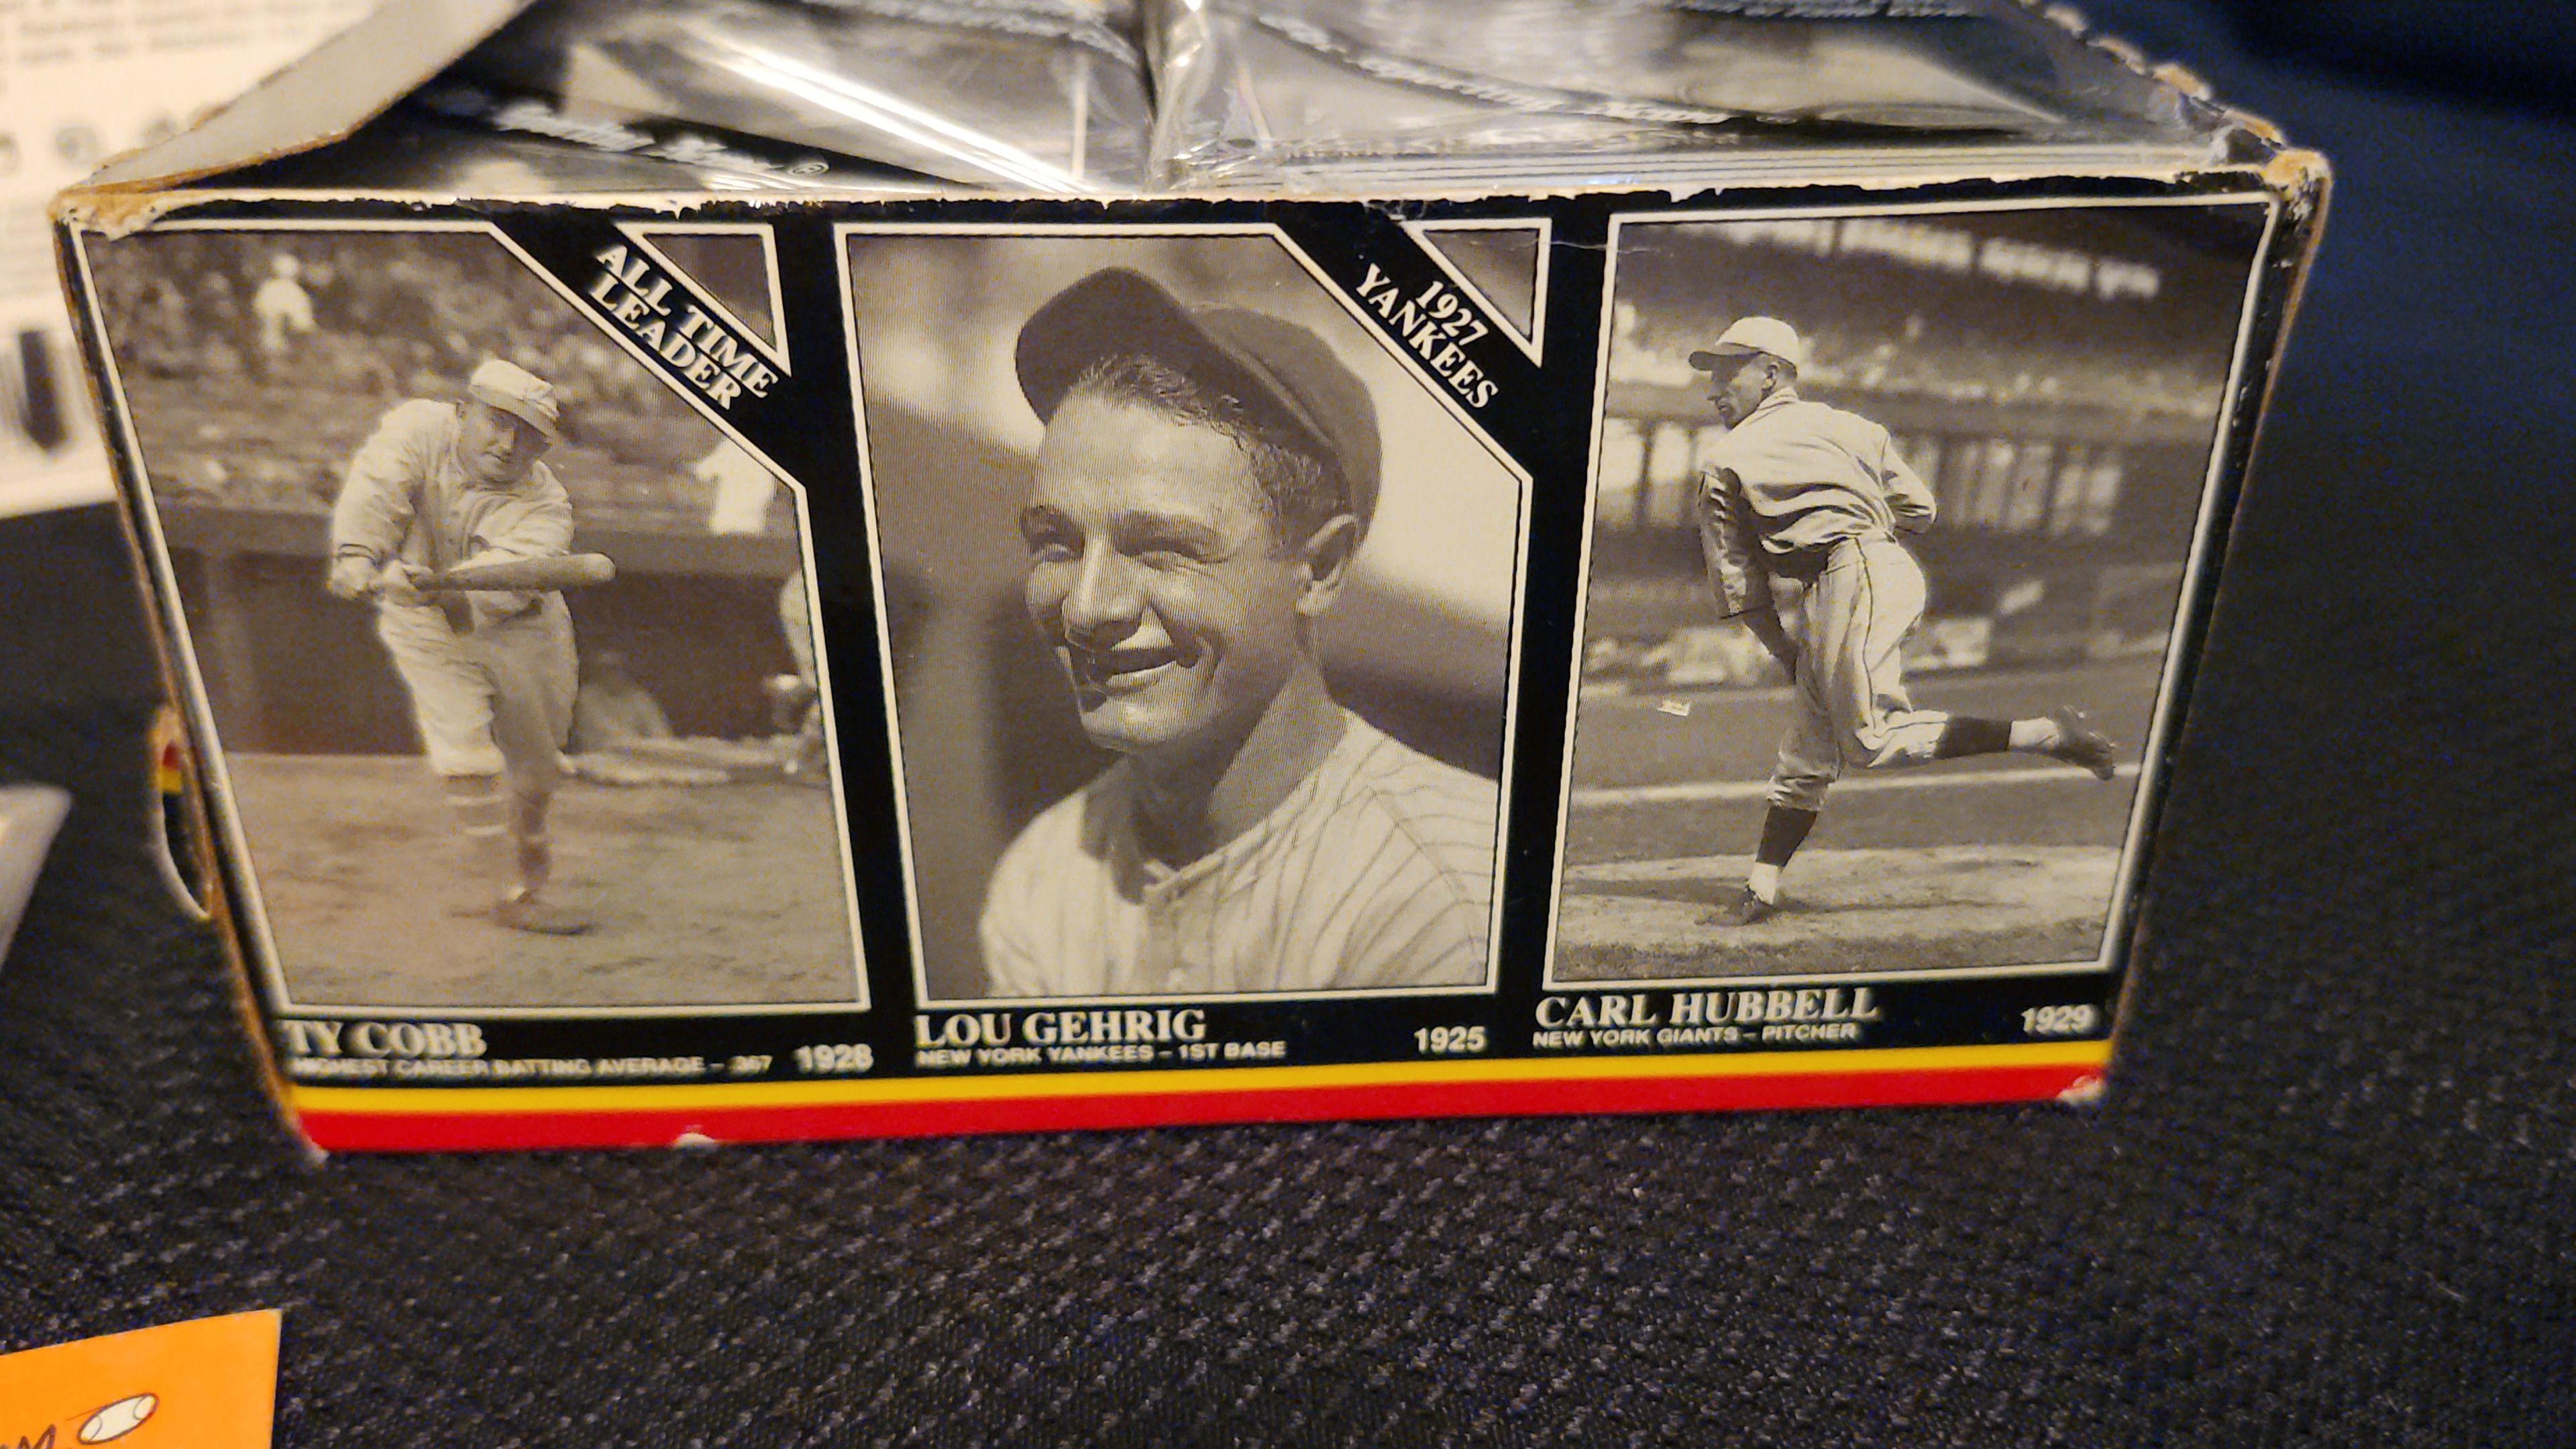 ALL TIME
LEADER
TY COBB
HIGHEST CAREER BATTING AVERAGE – .367
1928
1927
YANKEES
LOU GEHRIG
NEW YORK YANKEES – 1ST BASE
1925
CARL HUBBELL
NEW YORK GIANTS – PITCHER
1929